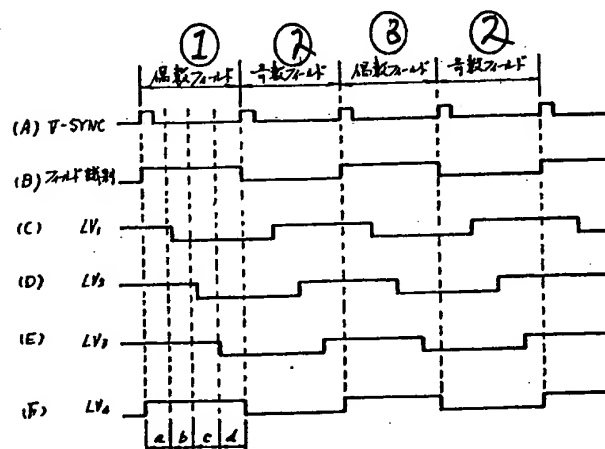 ① ② ③ ②
偶数フィールド 奇数フィールド 偶数フィールド 奇数フィールド
(A) V-SYNC
(B) フィールド識別
(C) LV₁
(D) LV₂
(E) LV₃
(F) LV₄
a b c d